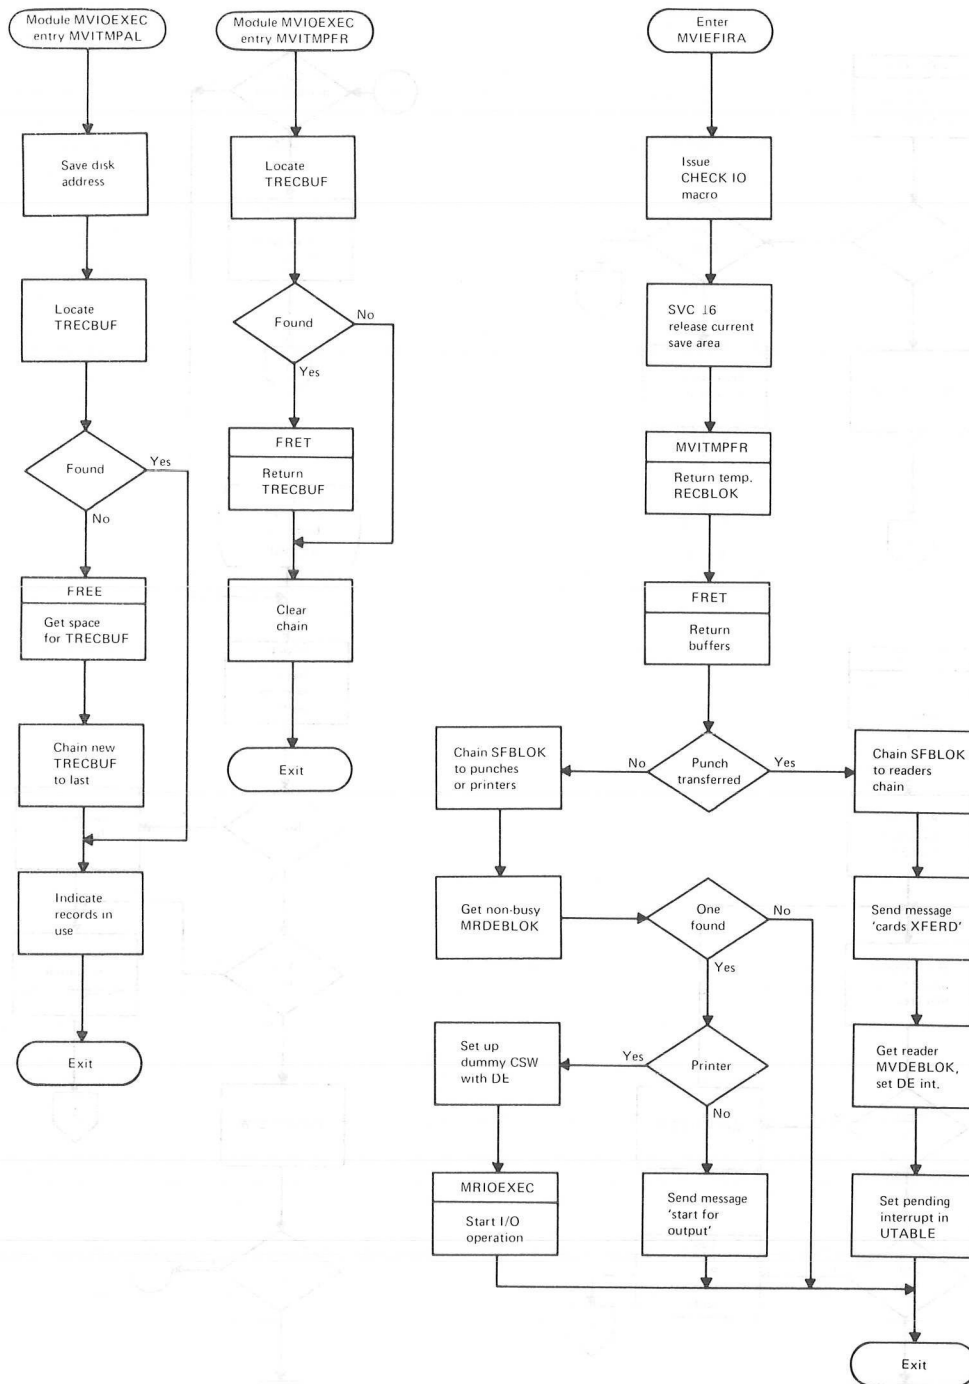 Module MVIOEXEC
entry MVITMPAL
Save disk
address
Locate
TRECBUF
Found
Yes
No
FREE
Get space
for TRECBUF
Chain new
TRECBUF
to last
Indicate
records in
use
Exit
Module MVIOEXEC
entry MVITMPFR
Locate
TRECBUF
Found
No
Yes
FRET
Return
TRECBUF
Clear
chain
Exit
Enter
MVIEFIRA
Issue
CHECK IO
macro
SVC 16
release current
save area
MVITMPFR
Return temp.
RECBLOK
FRET
Return
buffers
Punch
transferred
No
Yes
Chain SFBLOK
to punches
or printers
Get non-busy
MRDEBLOK
One
found
No
Yes
Printer
Yes
No
Set up
dummy CSW
with DE
MRIOEXEC
Start I/O
operation
Send message
'start for
output'
Chain SFBLOK
to readers
chain
Send message
'cards XFERD'
Get reader
MVDEBLOK,
set DE int.
Set pending
interrupt in
UTABLE
Exit